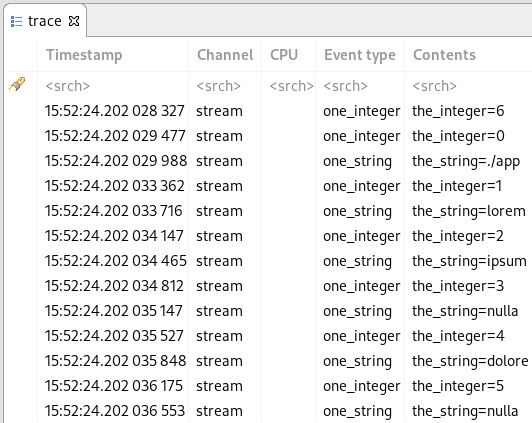 trace
Timestamp Channel CPU Event type Contents
<srch> <srch> <srch> <srch> <srch>
15:52:24.202 028 327 stream one_integer the_integer=6
15:52:24.202 029 477 stream one_integer the_integer=0
15:52:24.202 029 988 stream one_string the_string=./app
15:52:24.202 033 362 stream one_integer the_integer=1
15:52:24.202 033 716 stream one_string the_string=lorem
15:52:24.202 034 147 stream one_integer the_integer=2
15:52:24.202 034 465 stream one_string the_string=ipsum
15:52:24.202 034 812 stream one_integer the_integer=3
15:52:24.202 035 147 stream one_string the_string=nulla
15:52:24.202 035 527 stream one_integer the_integer=4
15:52:24.202 035 848 stream one_string the_string=dolore
15:52:24.202 036 175 stream one_integer the_integer=5
15:52:24.202 036 553 stream one_string the_string=nulla